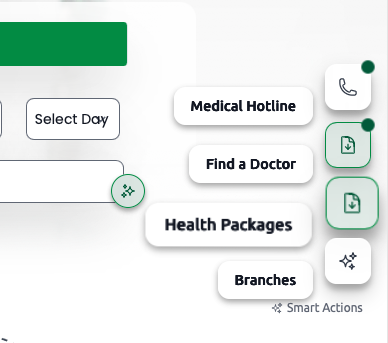 Medical Hotline
Select Day
Find a Doctor
Health Packages
Branches
Smart Actions